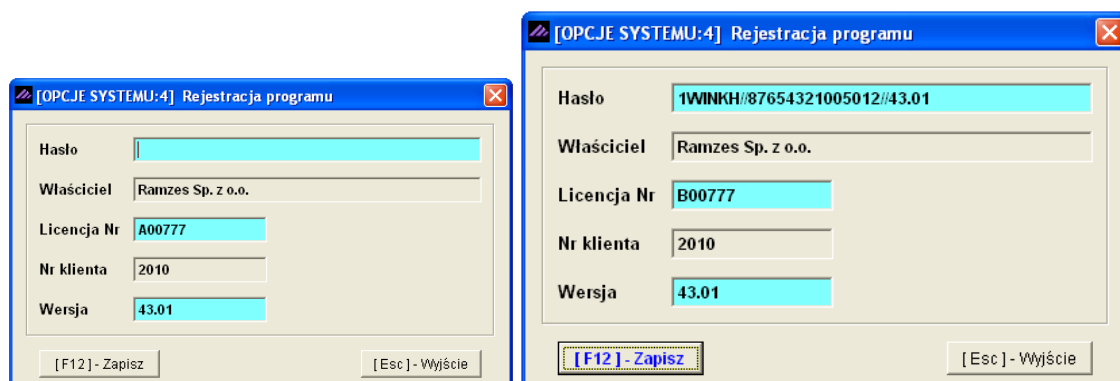 [OPCJE SYSTEMU:4] Rejestracja programu
Hasło
Właściciel Ramzes Sp. z o.o.
Licencja Nr A00777
Nr klienta 2010
Wersja 43.01
[ F12 ] - Zapisz [ Esc ] - Wyjście
[OPCJE SYSTEMU:4] Rejestracja programu
Hasło 1WINKH//87654321005012//43.01
Właściciel Ramzes Sp. z o.o.
Licencja Nr B00777
Nr klienta 2010
Wersja 43.01
[ F12 ] - Zapisz [ Esc ] - Wyjście